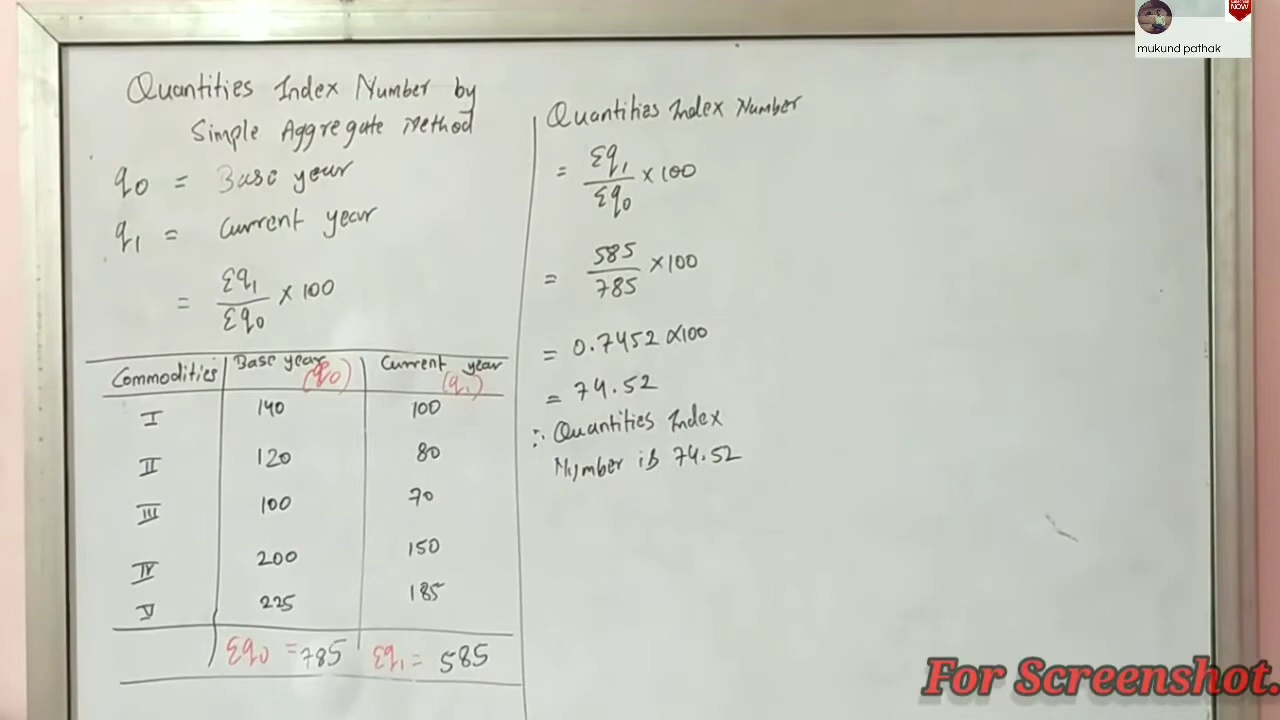 Quantities Index Number by
Simple Aggregate Method
q0 = Base year
q1 = Current year
= Σq1/Σq0 × 100
Commodities Base year (q0) Current year (q1)
I 140 100
II 120 80
III 100 70
IV 200 150
V 225 185
Σq0 = 785 Σq1 = 585
Quantities Index Number
= Σq1/Σq0 × 100
= 585/785 × 100
= 0.7452 × 100
= 74.52
∴ Quantities Index
Number is 74.52
NOW
mukund pathak
For Screenshot.